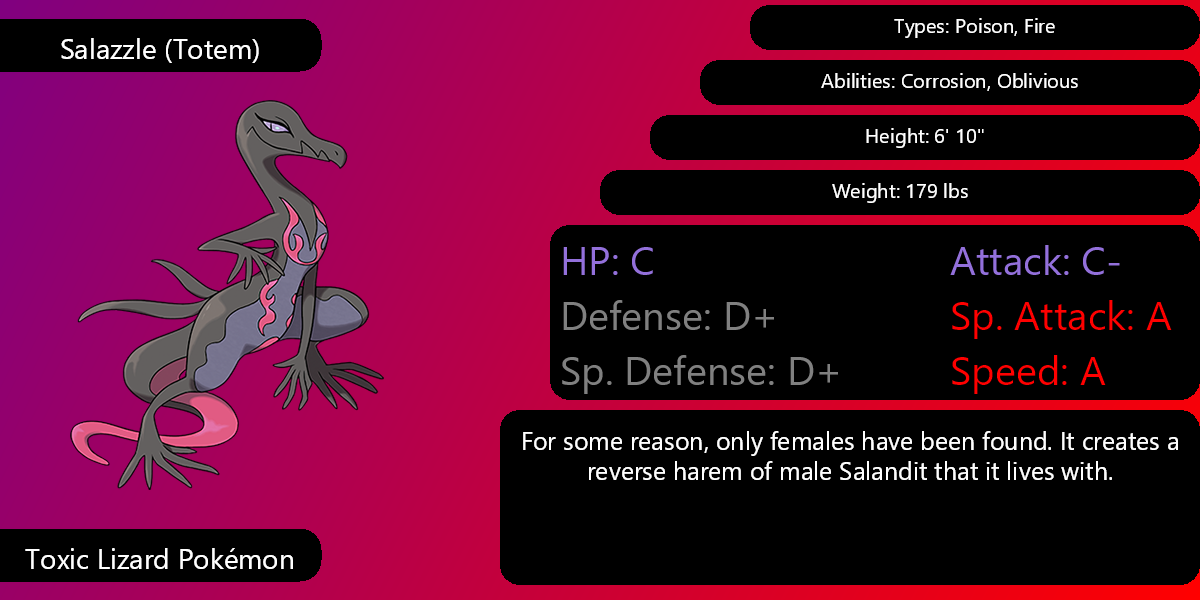 Salazzle (Totem)
Types: Poison, Fire
Abilities: Corrosion, Oblivious
Height: 6' 10"
Weight: 179 lbs
HP: C
Attack: C-
Defense: D+
Sp. Attack: A
Sp. Defense: D+
Speed: A
For some reason, only females have been found. It creates a
reverse harem of male Salandit that it lives with.
Toxic Lizard Pokémon